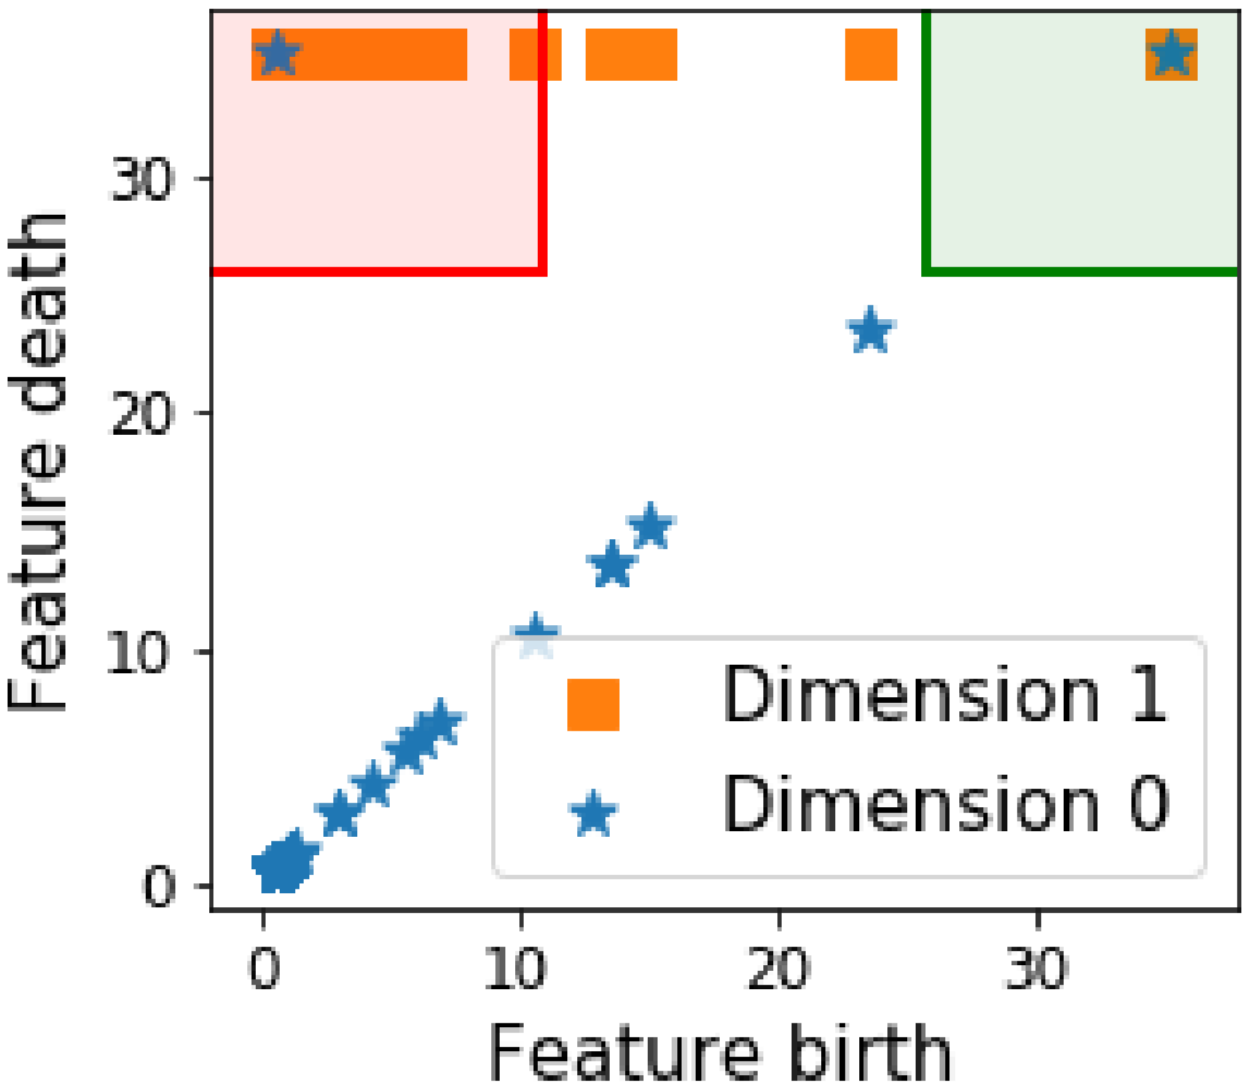 Feature death
30
20
10
0
Dimension 1
Dimension 0
0 10 20 30
Feature birth